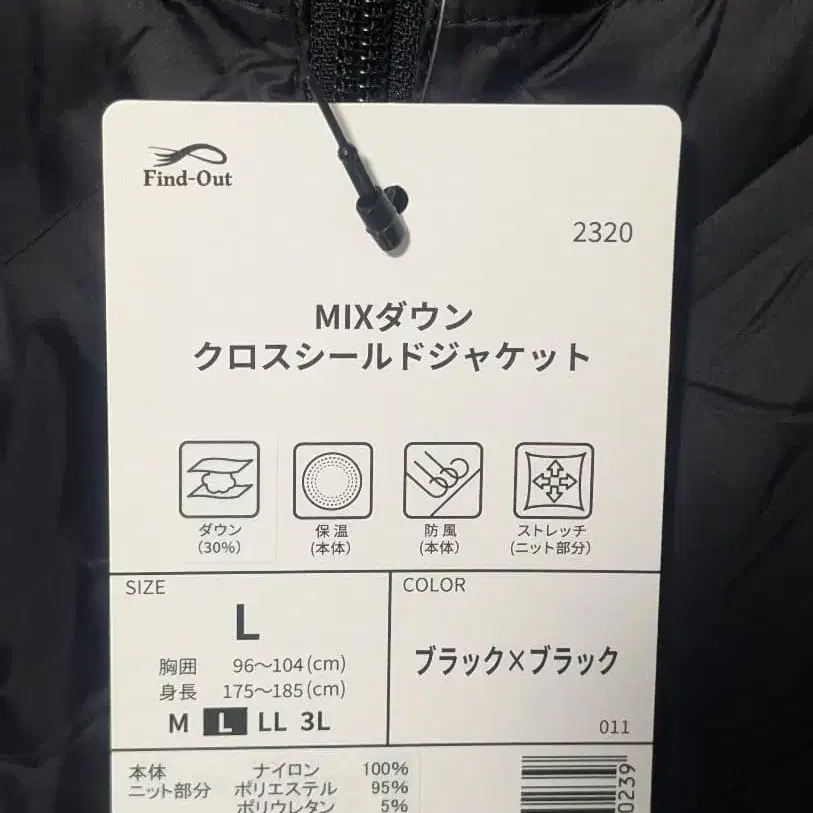 Find-Out
2320
MIXダウン
クロスシールドジャケット
ダウン
(30%)
保温
(本体)
防風
(本体)
ストレッチ
(ニット部分)
SIZE
L
胸囲 96～104(cm)
身長 175～185(cm)
M L LL 3L
COLOR
ブラック×ブラック
011
本体 ナイロン 100%
ニット部分 ポリエステル 95%
ポリウレタン 5%
0239